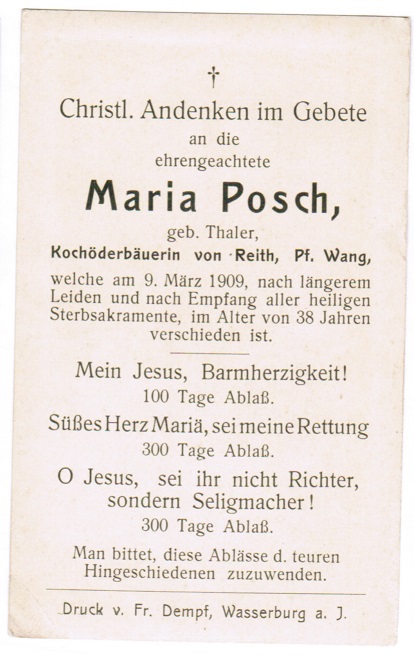 †
Christl. Andenken im Gebete
an die
ehrengeachtete
Maria Posch,
geb. Thaler,
Kochöderbäuerin von Reith, Pf. Wang,
welche am 9. März 1909, nach längerem
Leiden und nach Empfang aller heiligen
Sterbsakramente, im Alter von 38 Jahren
verschieden ist.
Mein Jesus, Barmherzigkeit!
100 Tage Ablaß.
Süßes Herz Mariä, sei meine Rettung
300 Tage Ablaß.
O Jesus, sei ihr nicht Richter,
sondern Seligmacher!
300 Tage Ablaß.
Man bittet, diese Ablässe d. teuren
Hingeschiedenen zuzuwenden.
Druck v. Fr. Dempf, Wasserburg a. J.